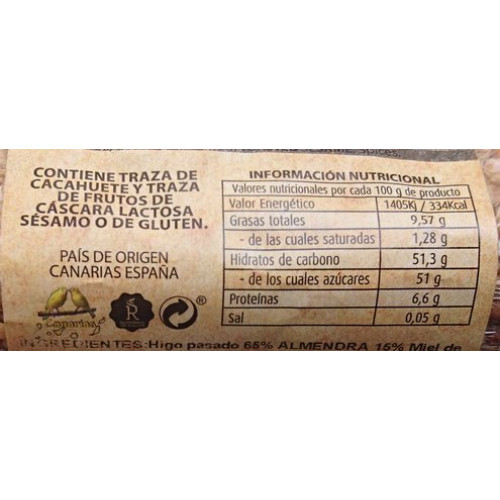 Spices,
CONTIENE TRAZA DE
CACAHUETE Y TRAZA
DE FRUTOS DE
CÁSCARA LACTOSA
SÉSAMO O DE GLUTEN.
PAÍS DE ORIGEN
CANARIAS ESPAÑA
R
®
INFORMACIÓN NUTRICIONAL
Valores nutricionales por cada 100 g de producto
Valor Energético 1405Kj / 334Kcal
Grasas totales 9,57 g
- de las cuales saturadas 1,28 g
Hidratos de carbono 51,3 g
- de los cuales azúcares 51 g
Proteínas 6,6 g
Sal 0,05 g
INGREDIENTES: Higo pasado 65% ALMENDRA 15% Miel de